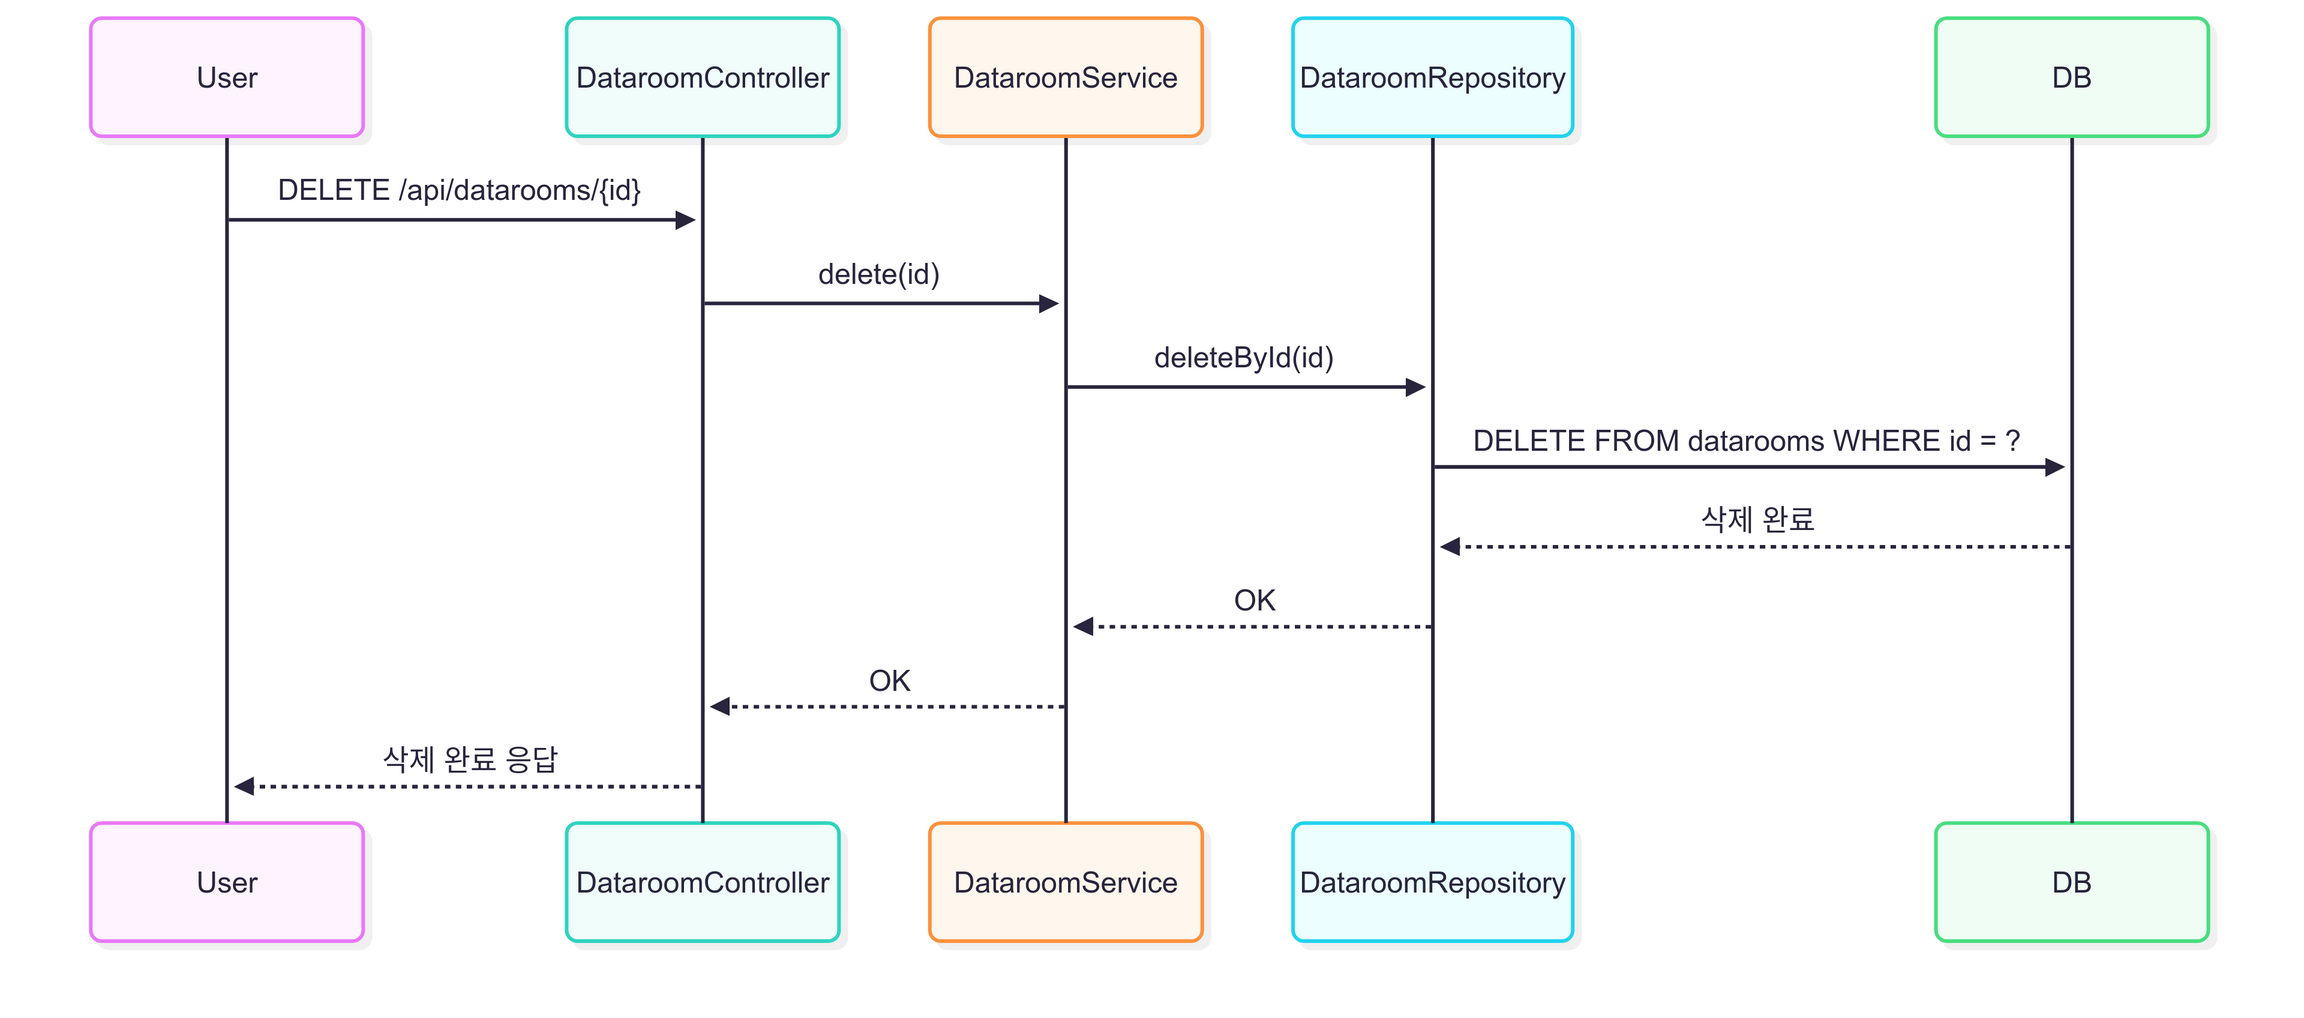 User
DataroomController
DataroomService
DataroomRepository
DB
DELETE /api/datarooms/{id}
delete(id)
deleteById(id)
DELETE FROM datarooms WHERE id = ?
삭제 완료
OK
OK
삭제 완료 응답
User
DataroomController
DataroomService
DataroomRepository
DB